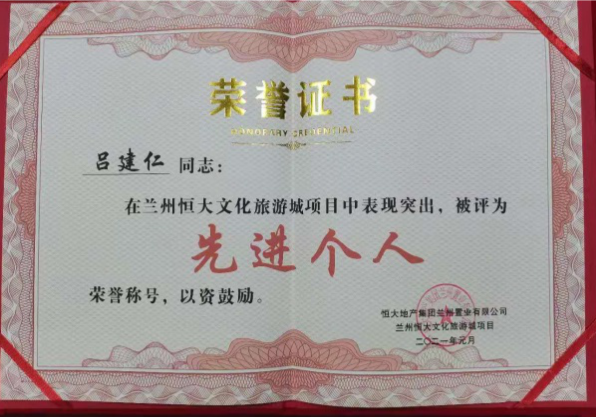 荣誉证书
HONORARY CREDENTIAL
吕建仁 同志：
在兰州恒大文化旅游城项目中表现突出，被评为
先进个人
荣誉称号，以资鼓励。
恒大地产集团兰州置业有限公司
兰州恒大文化旅游城项目
二〇二一年元月